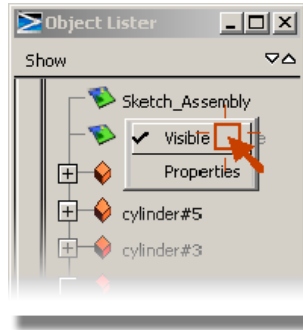 Object Lister
Show
Sketch_Assembly
Visible
Properties
cylinder#5
cylinder#3